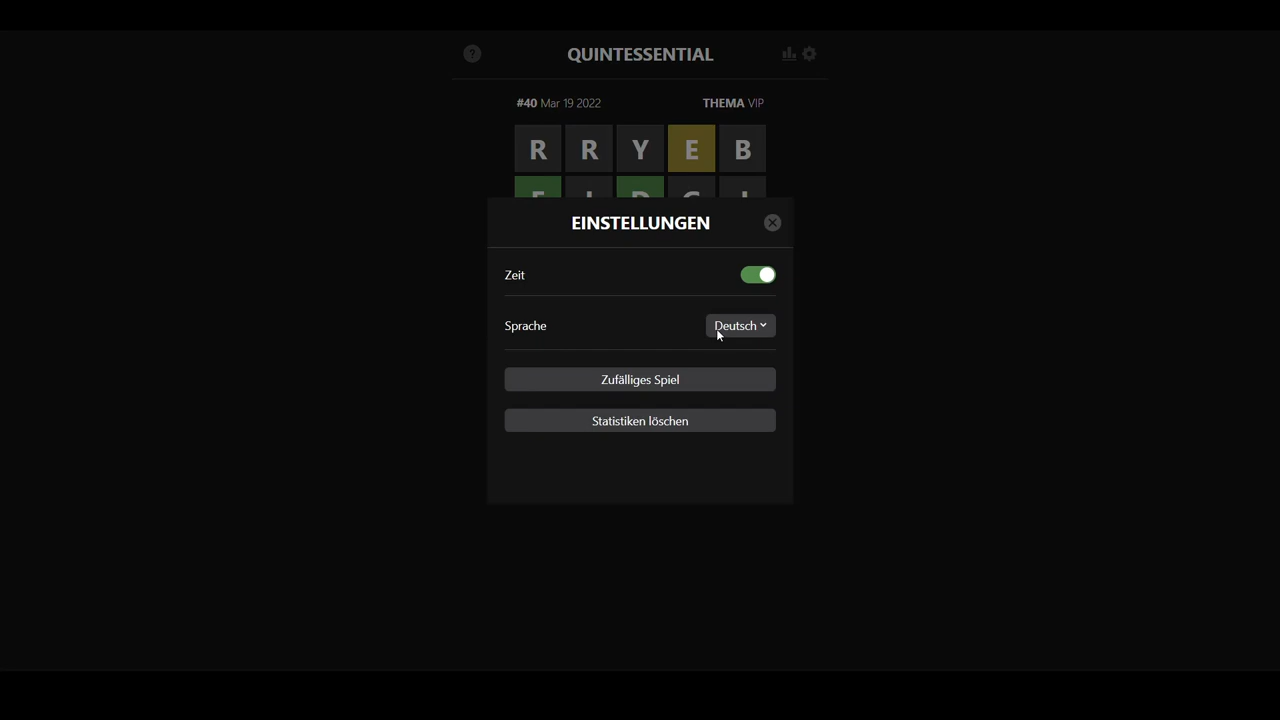 QUINTESSENTIAL
#40 Mar 19 2022 THEMA VIP
R R Y E B
EINSTELLUNGEN
Zeit
Sprache Deutsch
Zufälliges Spiel
Statistiken löschen